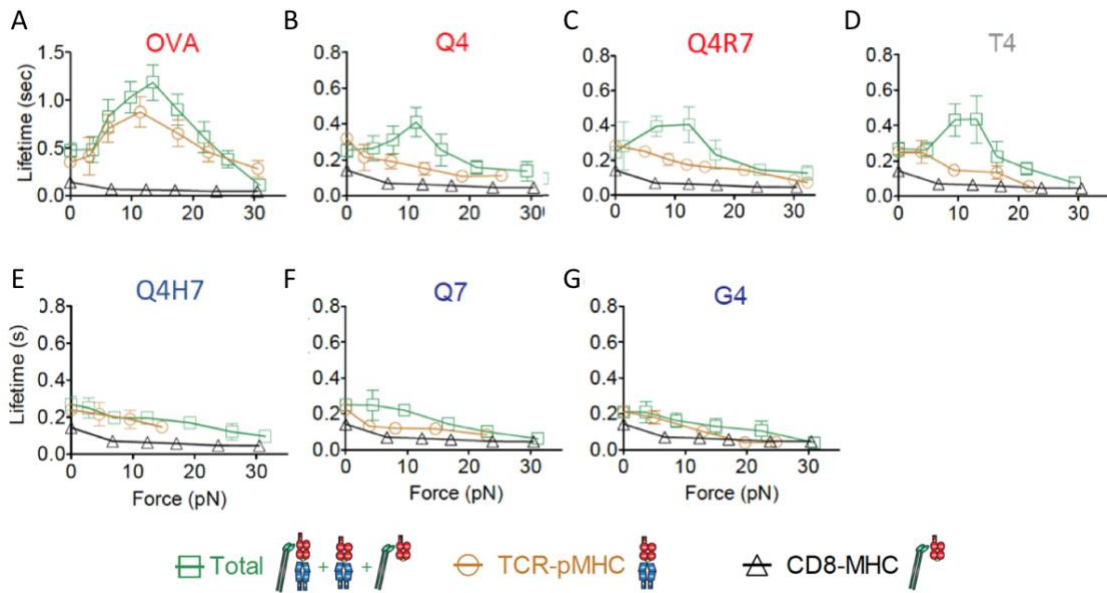 A
OVA
Lifetime (sec)
1.5
1.0
0.5
0.0
0 10 20 30
B
Q4
0.8
0.6
0.4
0.2
0.0
0 10 20 30
C
Q4R7
0.8
0.6
0.4
0.2
0.0
0 10 20 30
D
T4
0.8
0.6
0.4
0.2
0.0
0 10 20 30
E
Q4H7
Lifetime (s)
0.8
0.6
0.4
0.2
0.0
0 10 20 30
Force (pN)
F
Q7
0.8
0.6
0.4
0.2
0.0
0 10 20 30
Force (pN)
G
G4
0.8
0.6
0.4
0.2
0.0
0 10 20 30
Force (pN)
Total + + TCR-pMHC CD8-MHC